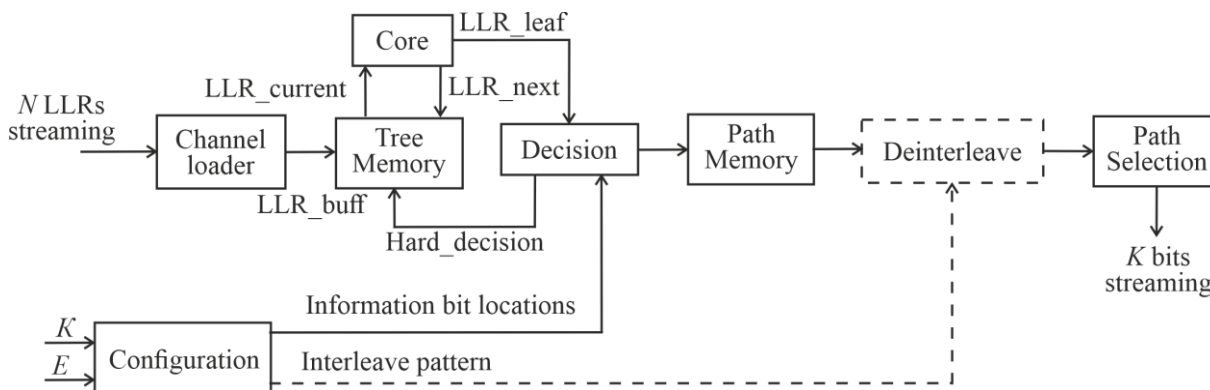 LLR_leaf
Core
LLR_current
LLR_next
N LLRs
streaming
Channel
loader
Tree
Memory
Decision
Path
Memory
Deinterleave
Path
Selection
LLR_buff
Hard_decision
K bits
streaming
Information bit locations
K
E
Configuration
Interleave pattern